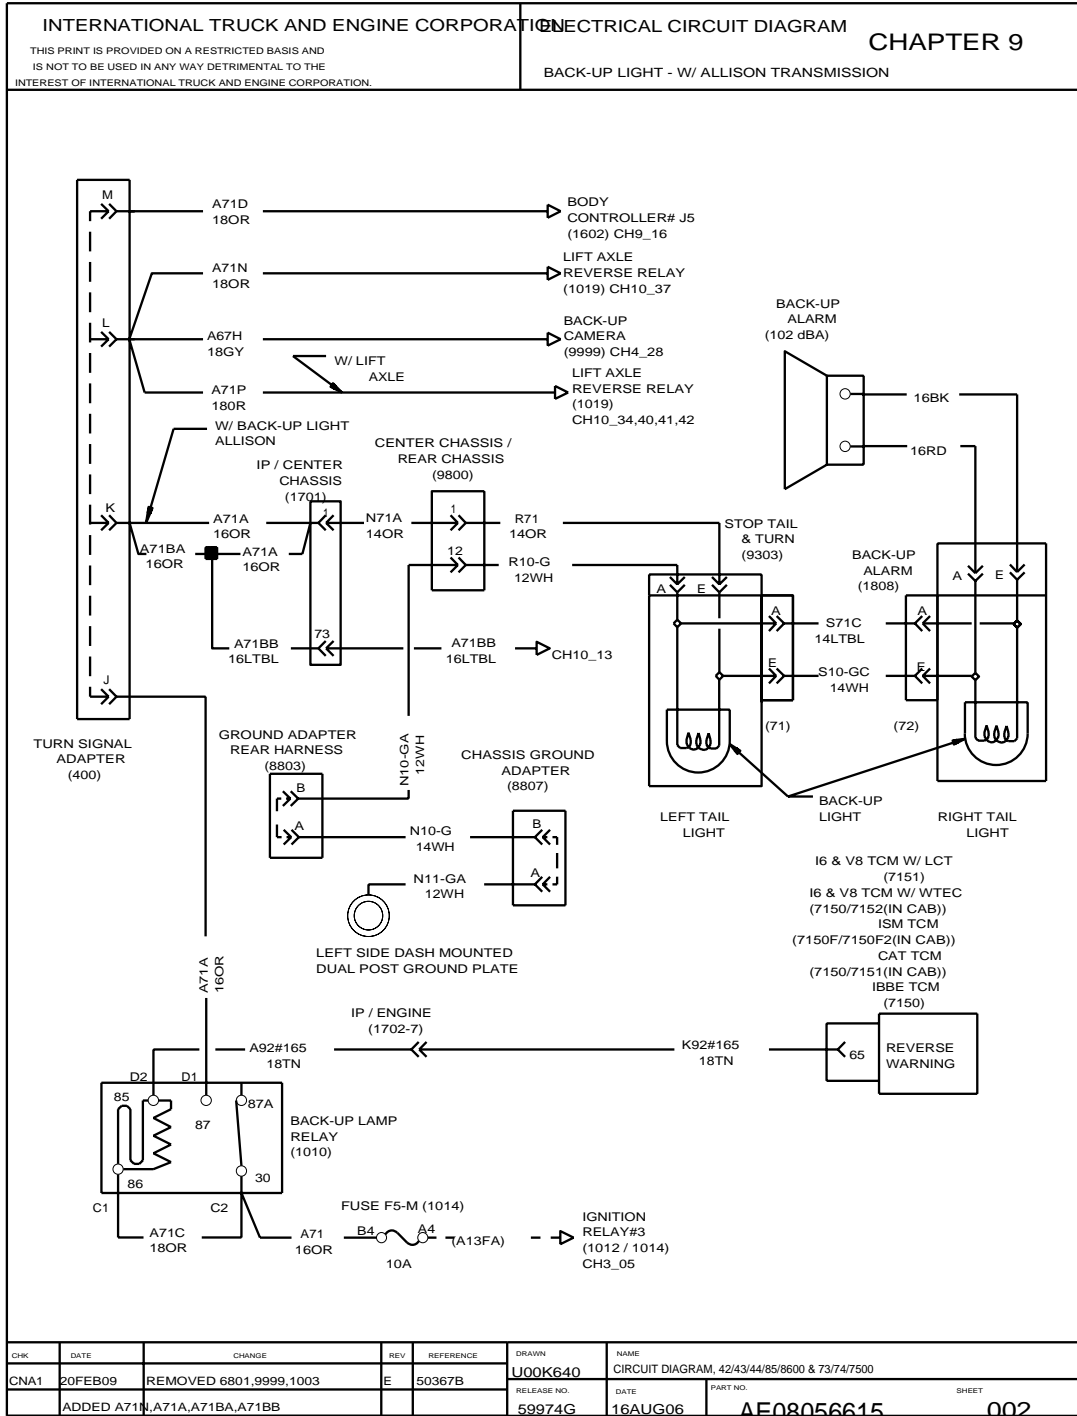 INTERNATIONAL TRUCK AND ENGINE CORPORATION
THIS PRINT IS PROVIDED ON A RESTRICTED BASIS AND
IS NOT TO BE USED IN ANY WAY DETRIMENTAL TO THE
INTEREST OF INTERNATIONAL TRUCK AND ENGINE CORPORATION.
ELECTRICAL CIRCUIT DIAGRAM
CHAPTER 9
BACK-UP LIGHT - W/ ALLISON TRANSMISSION
M
A71D
18OR
BODY
CONTROLLER# J5
(1602) CH9_16
A71N
18OR
LIFT AXLE
REVERSE RELAY
(1019) CH10_37
L
A67H
18GY
BACK-UP
CAMERA
(9999) CH4_28
W/ LIFT
AXLE
A71P
180R
LIFT AXLE
REVERSE RELAY
(1019)
CH10_34,40,41,42
BACK-UP
ALARM
(102 dBA)
16BK
16RD
W/ BACK-UP LIGHT
ALLISON
IP / CENTER
CHASSIS
(1701)
CENTER CHASSIS /
REAR CHASSIS
(9800)
K
A71A
16OR
1
N71A
14OR
1
R71
14OR
A71BA
16OR
A71A
16OR
12
R10-G
12WH
STOP TAIL
& TURN
(9303)
BACK-UP
ALARM
(1808)
A
E
A
E
A71BB
16LTBL
73
A71BB
16LTBL
CH10_13
A
S71C
14LTBL
A
E
S10-GC
14WH
E
(71)
(72)
J
TURN SIGNAL
ADAPTER
(400)
GROUND ADAPTER
REAR HARNESS
(8803)
N10-GA
12WH
CHASSIS GROUND
ADAPTER
(8807)
B
A
N10-G
14WH
B
N11-GA
12WH
A
LEFT SIDE DASH MOUNTED
DUAL POST GROUND PLATE
LEFT TAIL
LIGHT
BACK-UP
LIGHT
RIGHT TAIL
LIGHT
I6 & V8 TCM W/ LCT
(7151)
I6 & V8 TCM W/ WTEC
(7150/7152(IN CAB))
ISM TCM
(7150F/7150F2(IN CAB))
CAT TCM
(7150/7151(IN CAB))
IBBE TCM
(7150)
A71A
16OR
IP / ENGINE
(1702-7)
A92#165
18TN
K92#165
18TN
65
REVERSE
WARNING
D2
D1
85
87
87A
86
30
BACK-UP LAMP
RELAY
(1010)
C1
C2
A71C
18OR
A71
16OR
FUSE F5-M (1014)
B4
A4
10A
(A13FA)
IGNITION
RELAY#3
(1012 / 1014)
CH3_05
CHK DATE CHANGE REV REFERENCE
CNA1 20FEB09 REMOVED 6801,9999,1003 E 50367B
ADDED A71N,A71A,A71BA,A71BB
DRAWN
U00K640
NAME
CIRCUIT DIAGRAM, 42/43/44/85/8600 & 73/74/7500
RELEASE NO.
59974G
DATE
16AUG06
PART NO.
AE08056615
SHEET
002